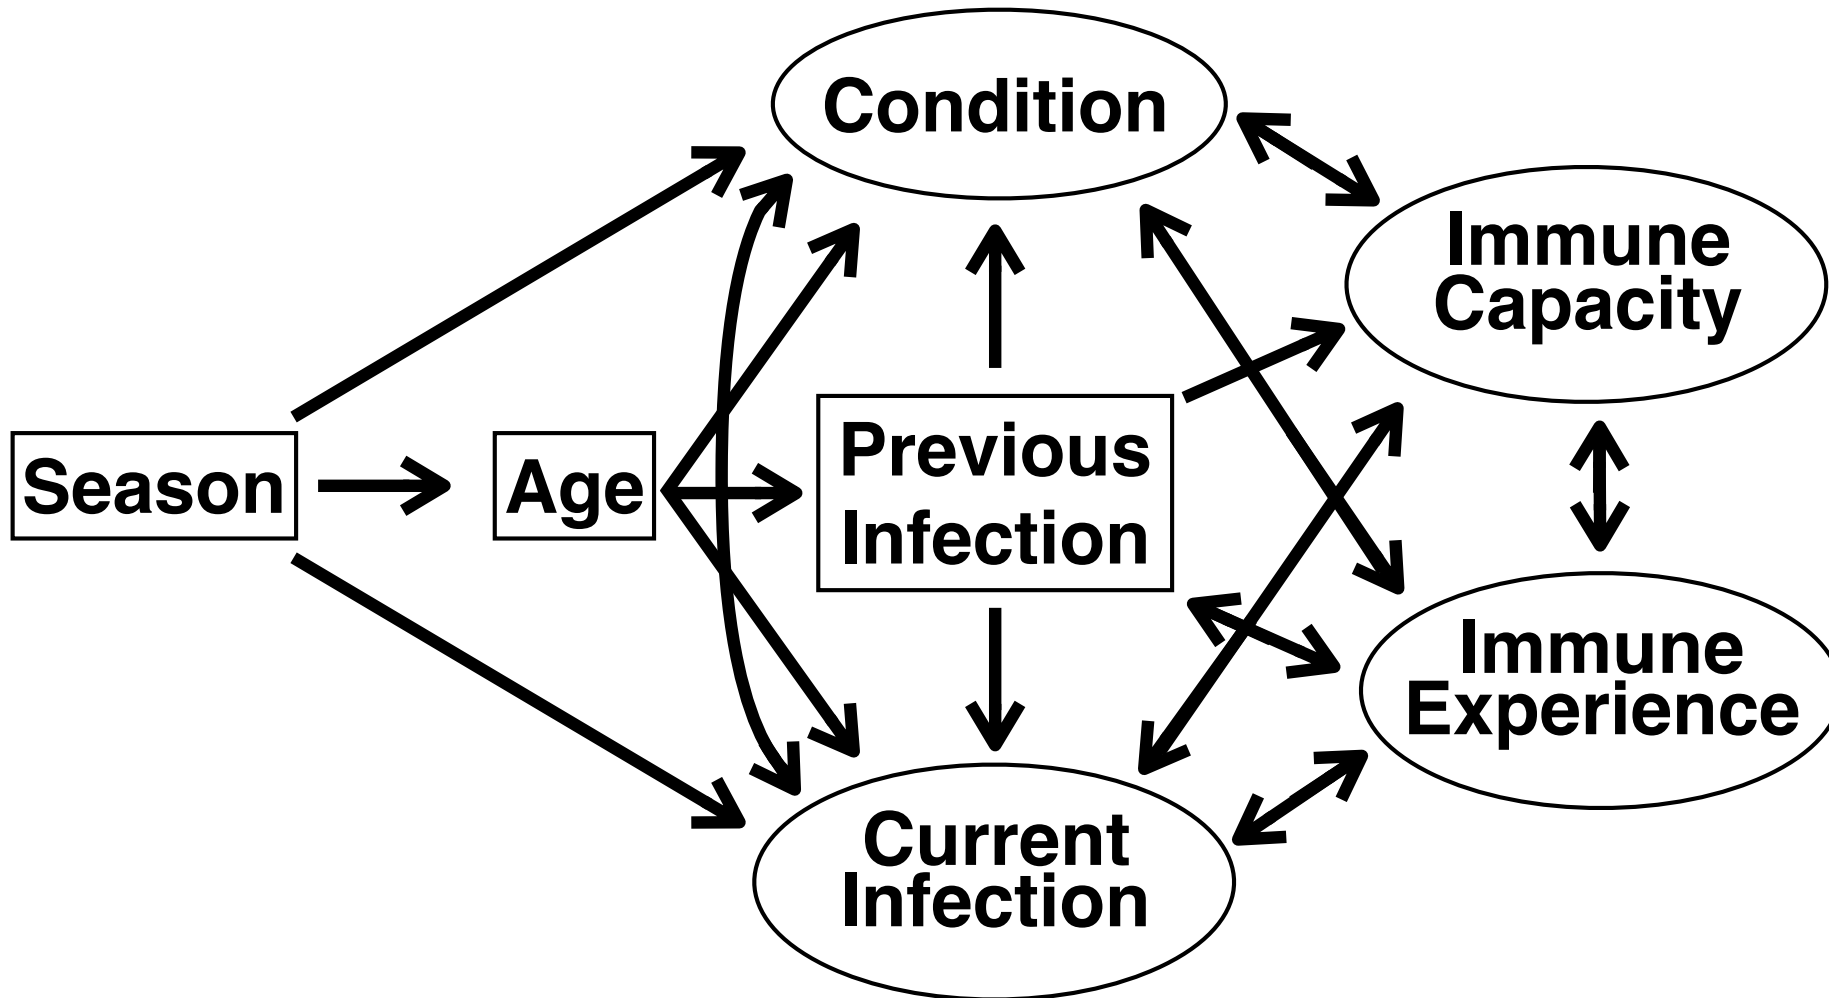 Condition
Immune
Capacity
Season
Age
Previous
Infection
Immune
Experience
Current
Infection